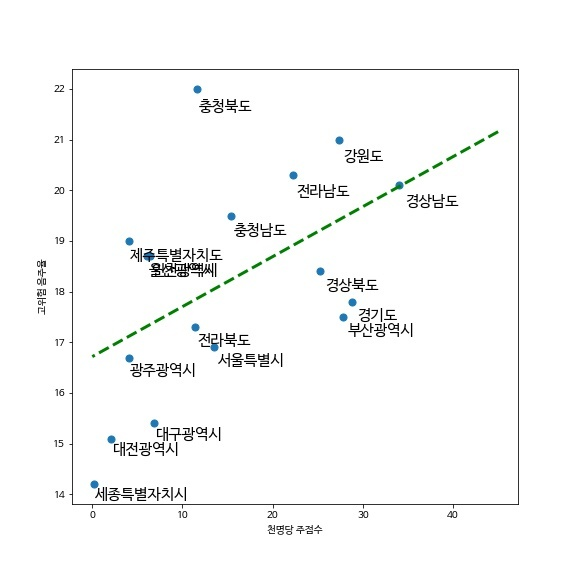 22
21
20
19
18
17
16
15
14
고위험 음주율
충청북도
강원도
전라남도
경상남도
충청남도
제주특별자치도
경상북도
경기도
부산광역시
전라북도
서울특별시
광주광역시
대구광역시
대전광역시
세종특별자치시
0
10
20
30
40
천명당 주점수